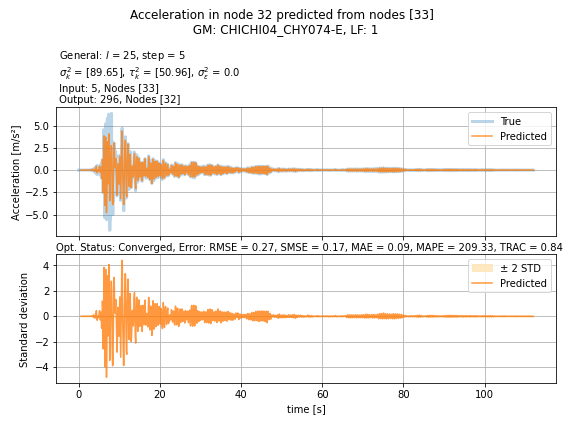 Acceleration in node 32 predicted from nodes [33]
GM: CHICHI04_CHY074-E, LF: 1
General: l = 25, step = 5
σ²ₖ = [89.65], τ²ₖ = [50.96], σ²ₑ = 0.0
Input: 5, Nodes [33]
Output: 296, Nodes [32]
Acceleration [m/s²]
5.0
2.5
0.0
−2.5
−5.0
True
Predicted
Opt. Status: Converged, Error: RMSE = 0.27, SMSE = 0.17, MAE = 0.09, MAPE = 209.33, TRAC = 0.84
Standard deviation
4
2
0
−2
−4
± 2 STD
Predicted
0 20 40 60 80 100
time [s]